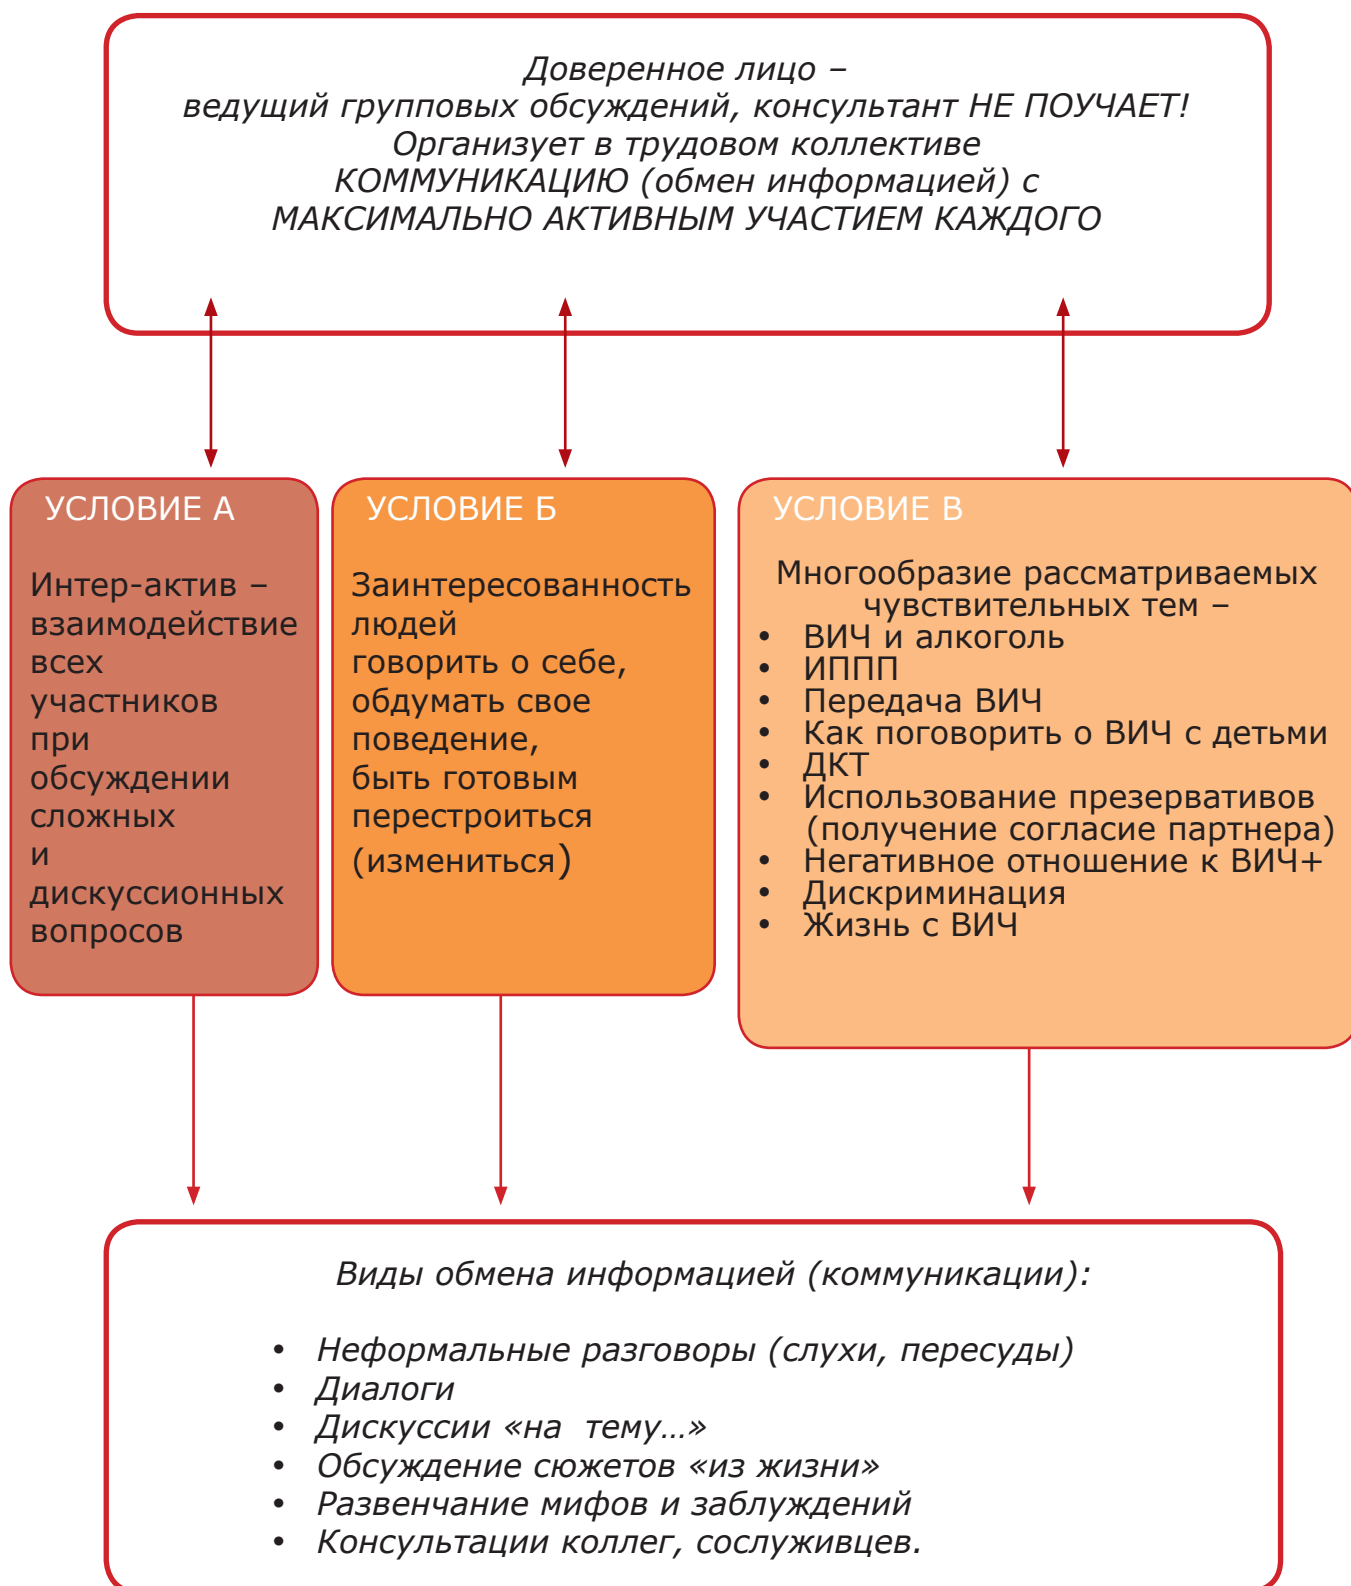 Доверенное лицо –
ведущий групповых обсуждений, консультант НЕ ПОУЧАЕТ!
Организует в трудовом коллективе
КОММУНИКАЦИЮ (обмен информацией) с
МАКСИМАЛЬНО АКТИВНЫМ УЧАСТИЕМ КАЖДОГО
УСЛОВИЕ А
Интер-актив –
взаимодействие
всех
участников
при
обсуждении
сложных
и
дискуссионных
вопросов
УСЛОВИЕ Б
Заинтересованность
людей
говорить о себе,
обдумать свое
поведение,
быть готовым
перестроиться
(измениться)
УСЛОВИЕ В
Многообразие рассматриваемых
чувствительных тем –
• ВИЧ и алкоголь
• ИППП
• Передача ВИЧ
• Как поговорить о ВИЧ с детьми
• ДКТ
• Использование презервативов
(получение согласие партнера)
• Негативное отношение к ВИЧ+
• Дискриминация
• Жизнь с ВИЧ
Виды обмена информацией (коммуникации):
• Неформальные разговоры (слухи, пересуды)
• Диалоги
• Дискуссии «на тему…»
• Обсуждение сюжетов «из жизни»
• Развенчание мифов и заблуждений
• Консультации коллег, сослуживцев.